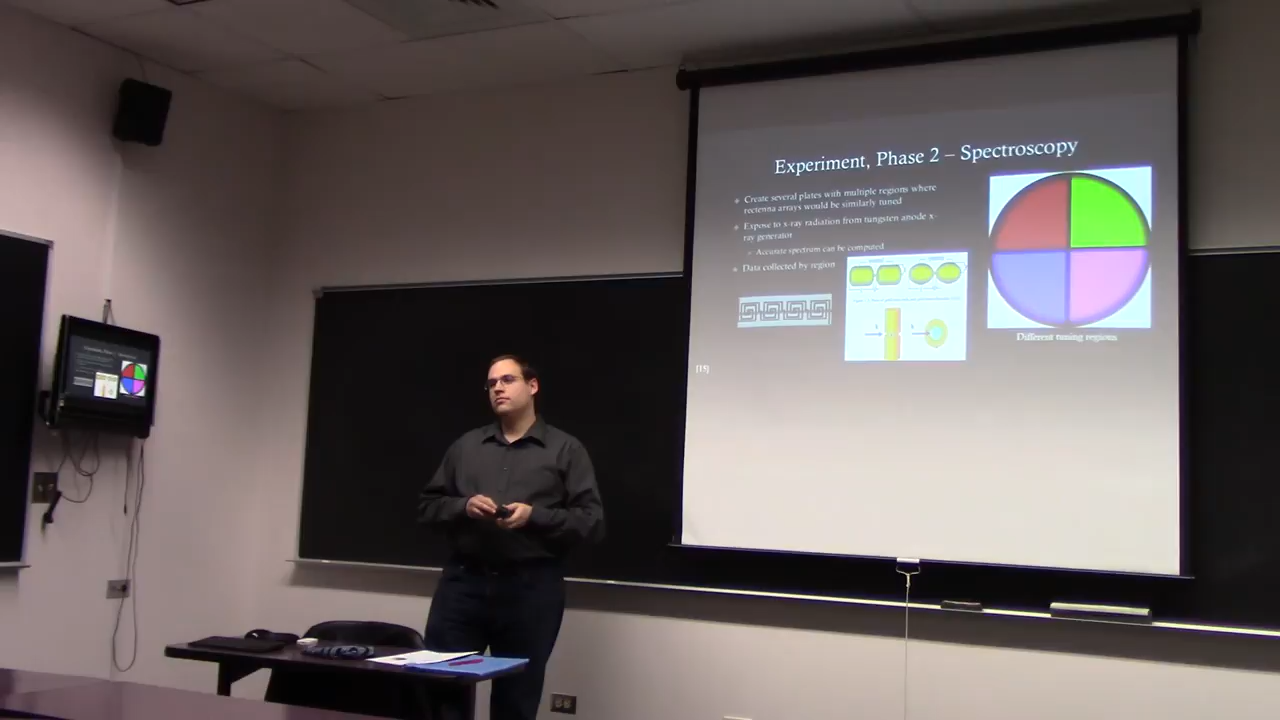 Experiment, Phase 2 – Spectroscopy
Create several plates with multiple regions where
rectenna arrays would be similarly tuned
Expose to x-ray radiation from tungsten anode x-
ray generator
Accurate spectrum can be computed
Data collected by region
Different tuning regions
[15]